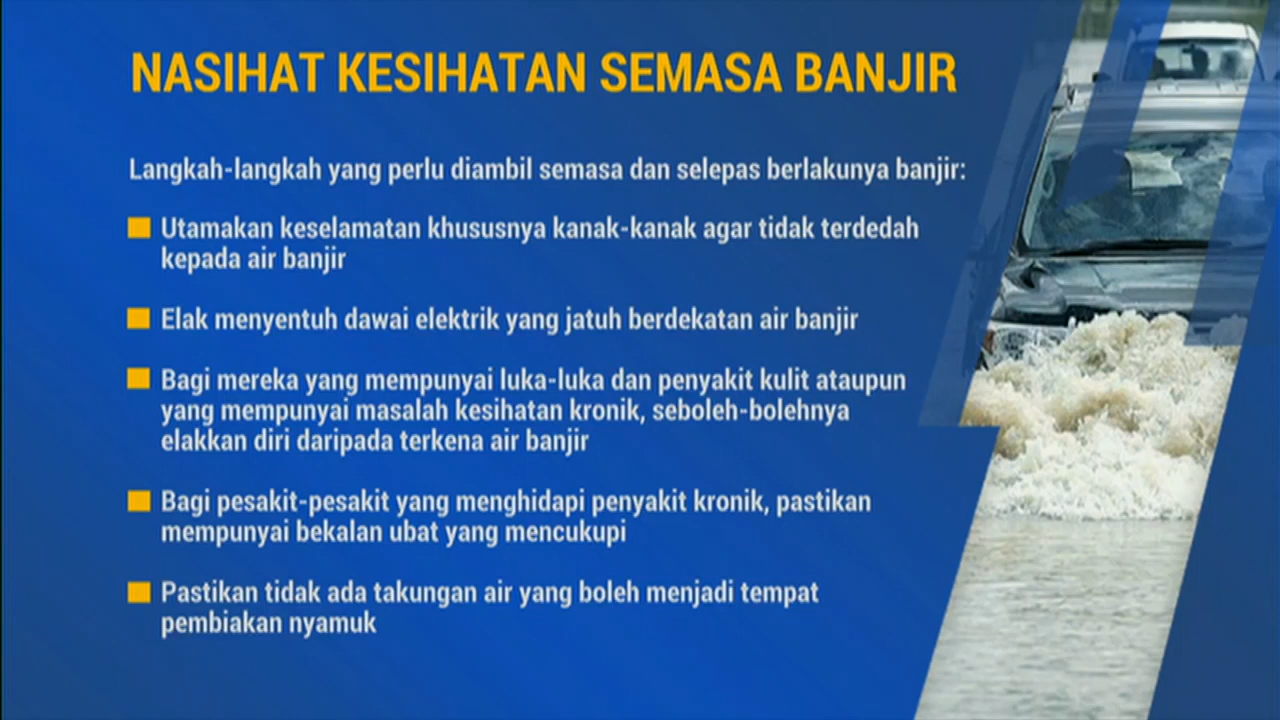 NASIHAT KESIHATAN SEMASA BANJIR
Langkah-langkah yang perlu diambil semasa dan selepas berlakunya banjir:
Utamakan keselamatan khususnya kanak-kanak agar tidak terdedah
kepada air banjir
Elak menyentuh dawai elektrik yang jatuh berdekatan air banjir
Bagi mereka yang mempunyai luka-luka dan penyakit kulit ataupun
yang mempunyai masalah kesihatan kronik, seboleh-bolehnya
elakkan diri daripada terkena air banjir
Bagi pesakit-pesakit yang menghidapi penyakit kronik, pastikan
mempunyai bekalan ubat yang mencukupi
Pastikan tidak ada takungan air yang boleh menjadi tempat
pembiakan nyamuk